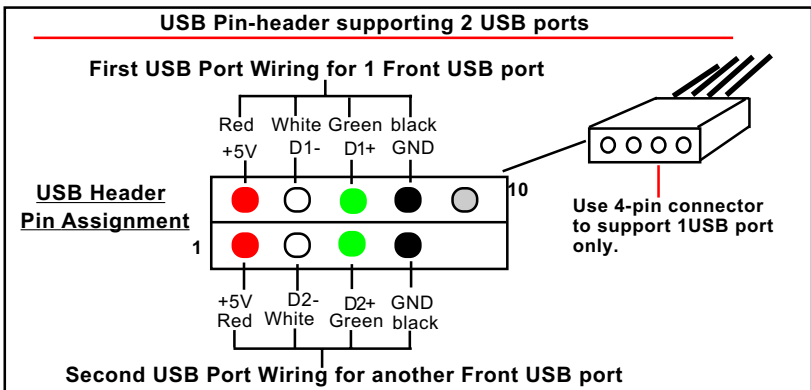 USB Pin-header supporting 2 USB ports
First USB Port Wiring for 1 Front USB port
Red White Green black
+5V D1- D1+ GND
USB Header
Pin Assignment
10
1
Use 4-pin connector
to support 1USB port
only.
+5V D2- D2+ GND
Red White Green black
Second USB Port Wiring for another Front USB port